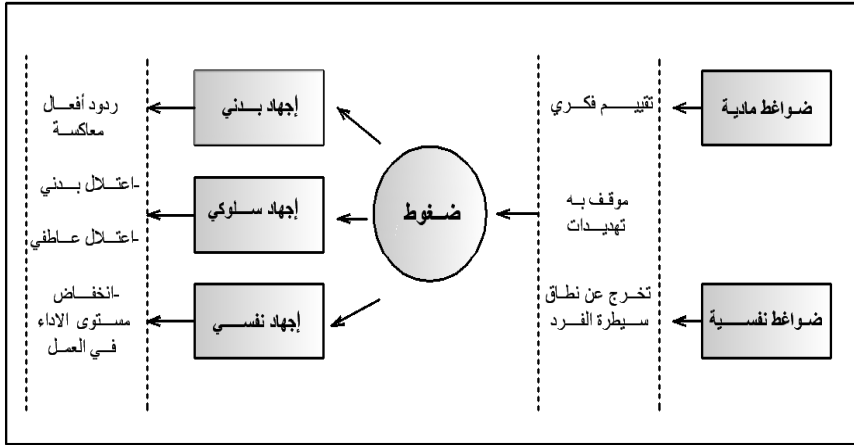 ضواغط مادية
ضواغط نفسية
تقييم فكري
موقف به
تهديدات
تخرج عن نطاق
سيطرة الفرد
ضغوط
أجهاد بدني
إجهاد سلوكي
إجهاد نفسي
ردود أفعال
معاكسة
-اعتلال بدني
-اعتلال عاطفي
-انخفاض
مستوى الاداء
في العمل